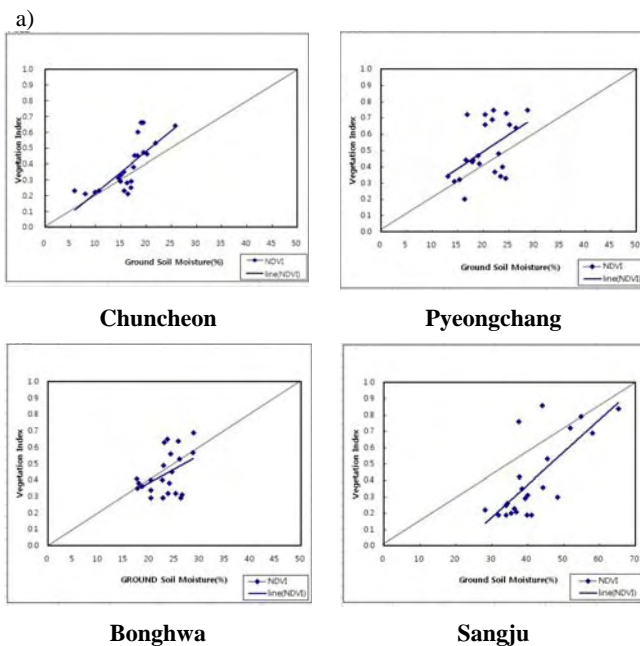 a)
Vegetation Index
1.0
0.9
0.8
0.7
0.6
0.5
0.4
0.3
0.2
0.1
0.0
0 5 10 15 20 25 30 35 40 45 50
Ground Soil Moisture(%)
NDVI
line(NDVI)
Chuncheon
Vegetation Index
1.0
0.9
0.8
0.7
0.6
0.5
0.4
0.3
0.2
0.1
0.0
0 5 10 15 20 25 30 35 40 45 50
Ground Soil Moisture(%)
NDVI
line(NDVI)
Pyeongchang
Vegetation Index
1.0
0.9
0.8
0.7
0.6
0.5
0.4
0.3
0.2
0.1
0.0
0 5 10 15 20 25 30 35 40 45 50
GROUND Soil Moisture(%)
NDVI
line(NDVI)
Bonghwa
Vegetation Index
1.0
0.9
0.8
0.7
0.6
0.5
0.4
0.3
0.2
0.1
0.0
0 10 20 30 40 50 60 70
Ground Soil Moisture(%)
NDVI
line(NDVI)
Sangju